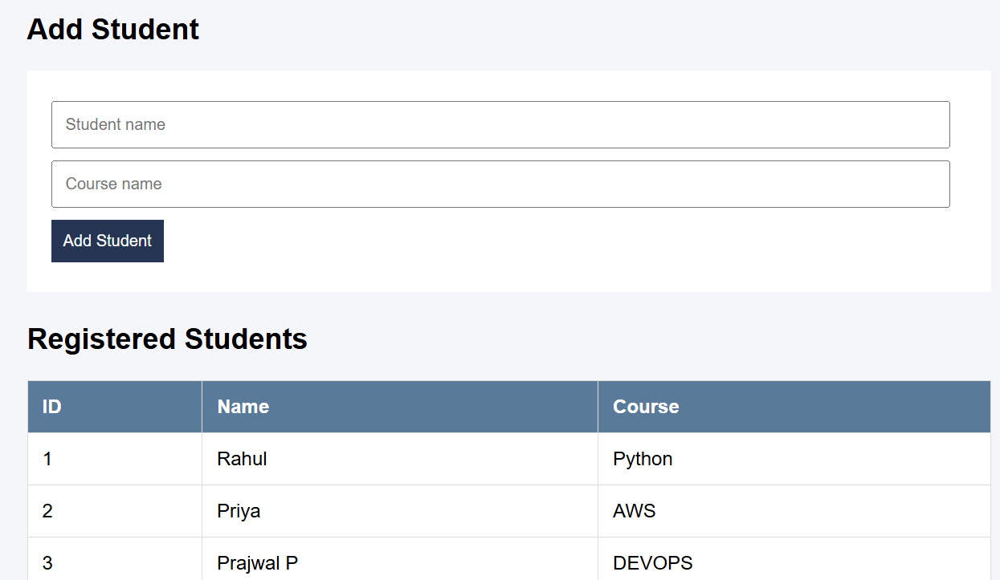 Add Student
Student name
Course name
Add Student
Registered Students
ID Name Course
1 Rahul Python
2 Priya AWS
3 Prajwal P DEVOPS